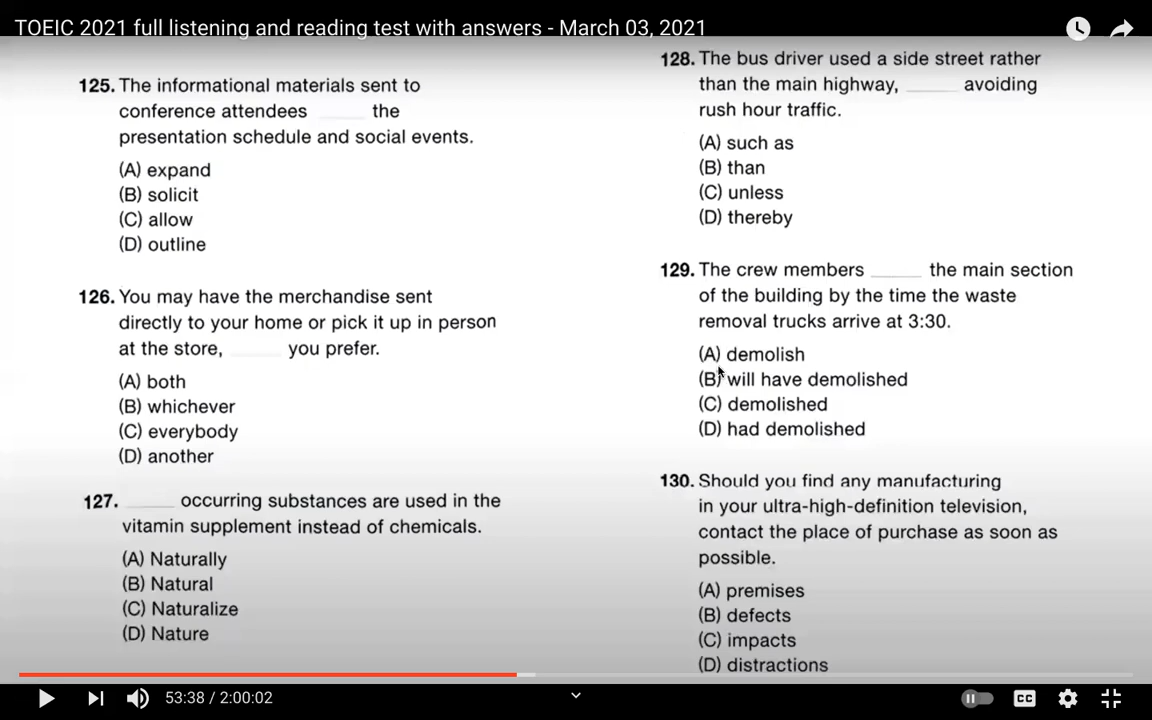 TOEIC 2021 full listening and reading test with answers - March 03, 2021
125. The informational materials sent to
conference attendees ____ the
presentation schedule and social events.
(A) expand
(B) solicit
(C) allow
(D) outline
126. You may have the merchandise sent
directly to your home or pick it up in person
at the store, ____ you prefer.
(A) both
(B) whichever
(C) everybody
(D) another
127. ____ occurring substances are used in the
vitamin supplement instead of chemicals.
(A) Naturally
(B) Natural
(C) Naturalize
(D) Nature
128. The bus driver used a side street rather
than the main highway, ____ avoiding
rush hour traffic.
(A) such as
(B) than
(C) unless
(D) thereby
129. The crew members ____ the main section
of the building by the time the waste
removal trucks arrive at 3:30.
(A) demolish
(B) will have demolished
(C) demolished
(D) had demolished
130. Should you find any manufacturing
in your ultra-high-definition television,
contact the place of purchase as soon as
possible.
(A) premises
(B) defects
(C) impacts
(D) distractions
53:38 / 2:00:02
CC